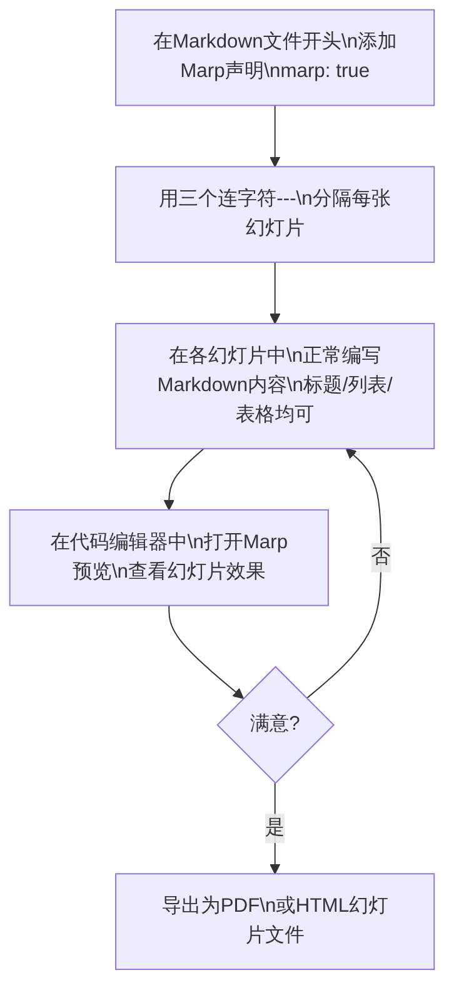 在Markdown文件开头\n添加
Marp声明\nmarp: true
用三个连字符---\n分隔每张
幻灯片
在各幻灯片中\n正常编写
Markdown内容\n标题/列表/
表格均可
在代码编辑器中\n打开Marp
预览\n查看幻灯片效果
否
满意?
是
导出为PDF\n或HTML幻灯
片文件